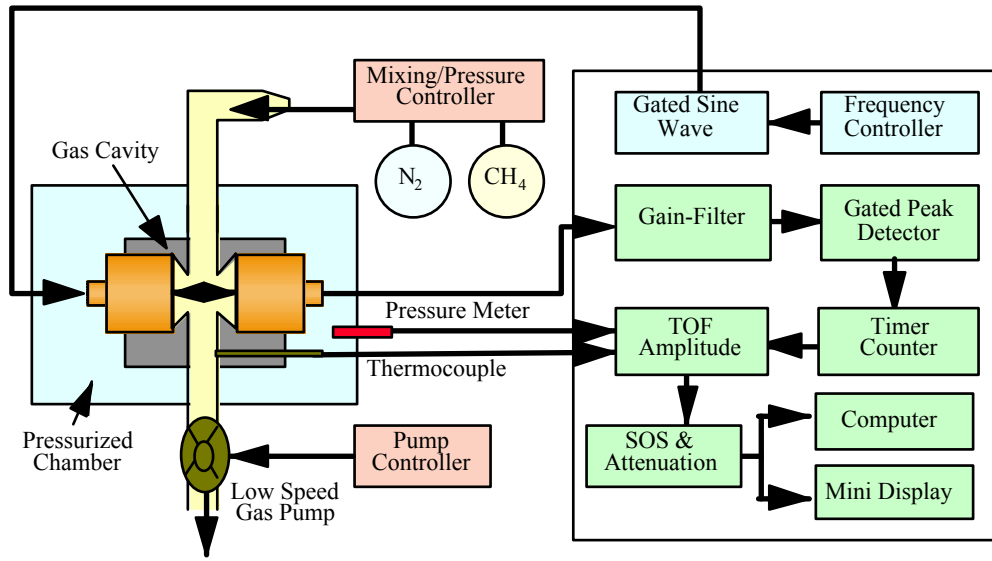 Mixing/Pressure
Controller
Gated Sine
Wave
Frequency
Controller
Gas Cavity
N2
CH4
Gain-Filter
Gated Peak
Detector
Pressure Meter
TOF
Amplitude
Timer
Counter
Thermocouple
Pressurized
Chamber
Pump
Controller
SOS &
Attenuation
Computer
Low Speed
Gas Pump
Mini Display